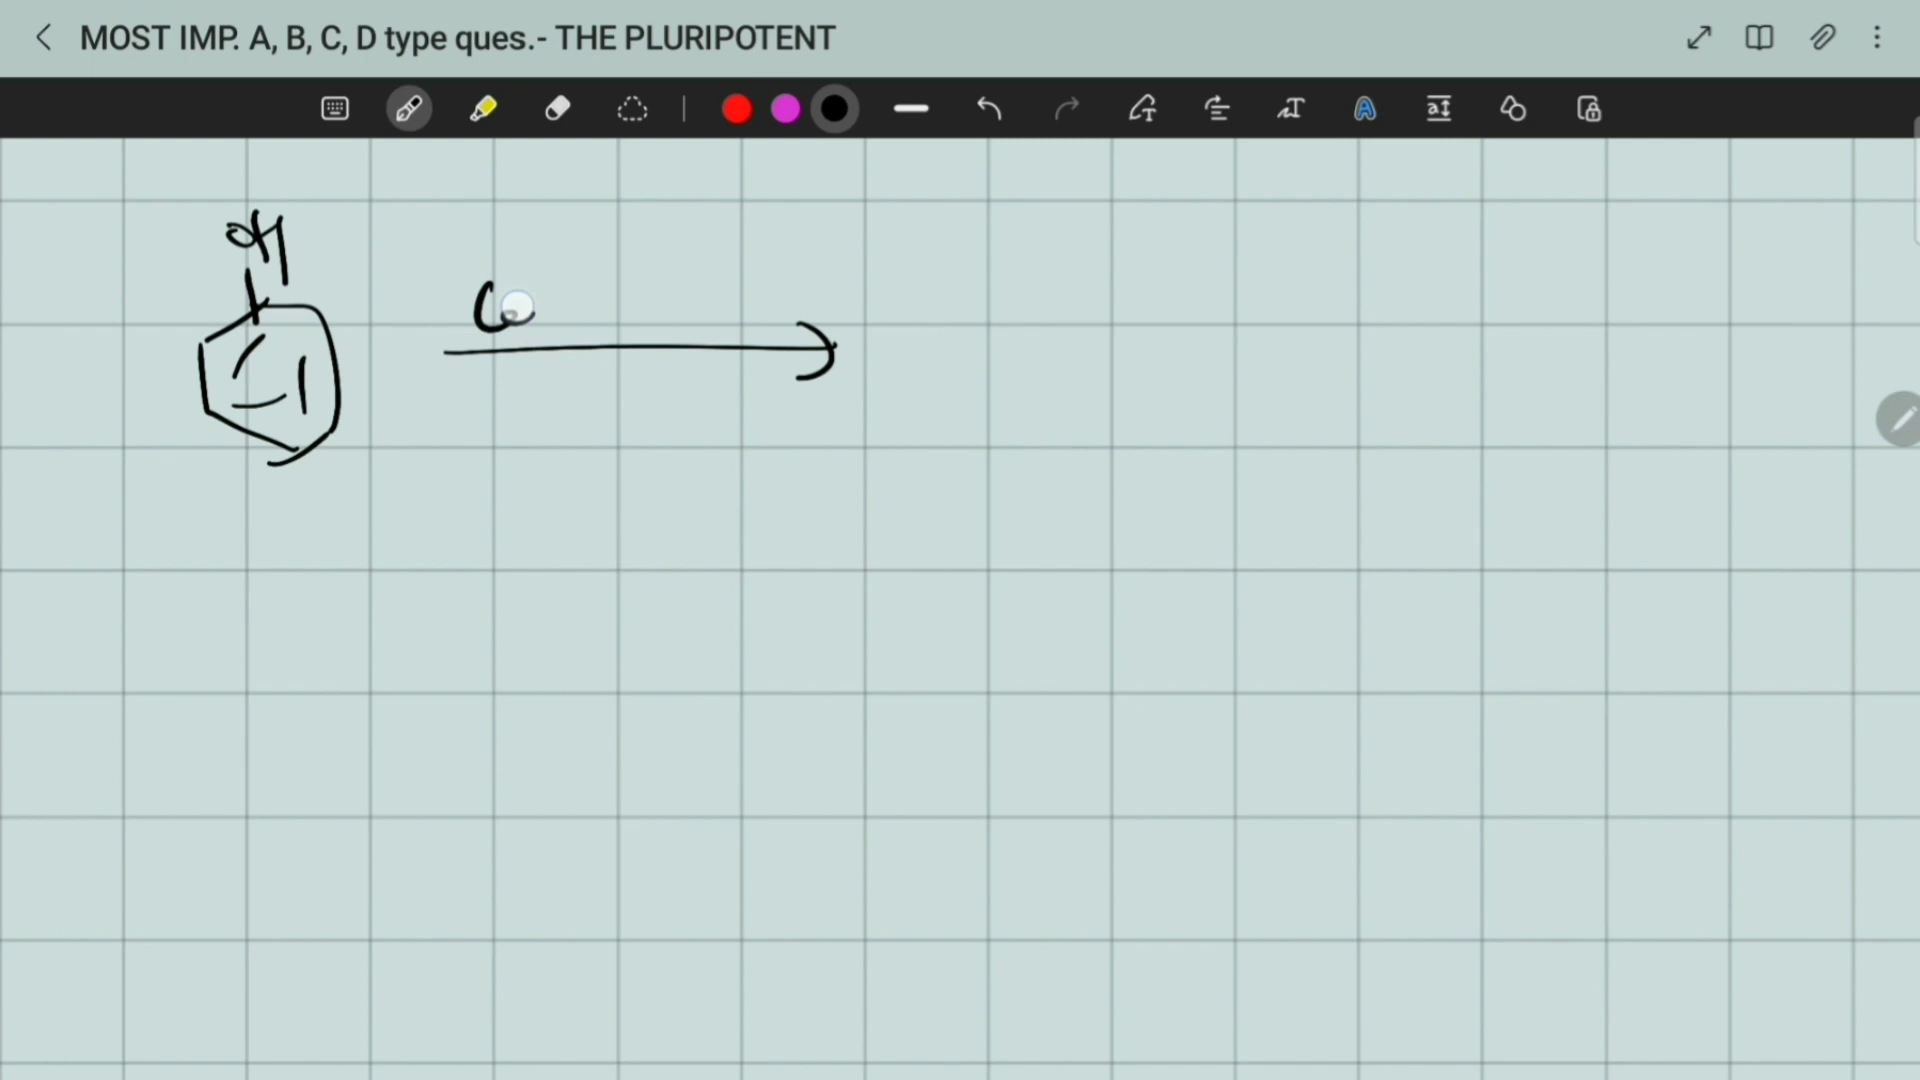 MOST IMP. A, B, C, D type ques.- THE PLURIPOTENT
OH